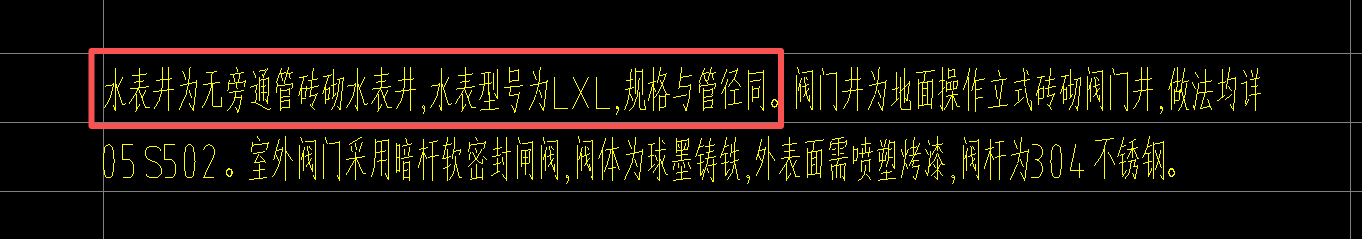 水表井为无旁通管砖砌水表井,水表型号为LXL,规格与管径同。阀门井为地面操作立式砖砌阀门井,做法均详
05S502。室外阀门采用暗杆软密封闸阀,阀体为球墨铸铁,外表面需喷塑烤漆,阀杆为304不锈钢。